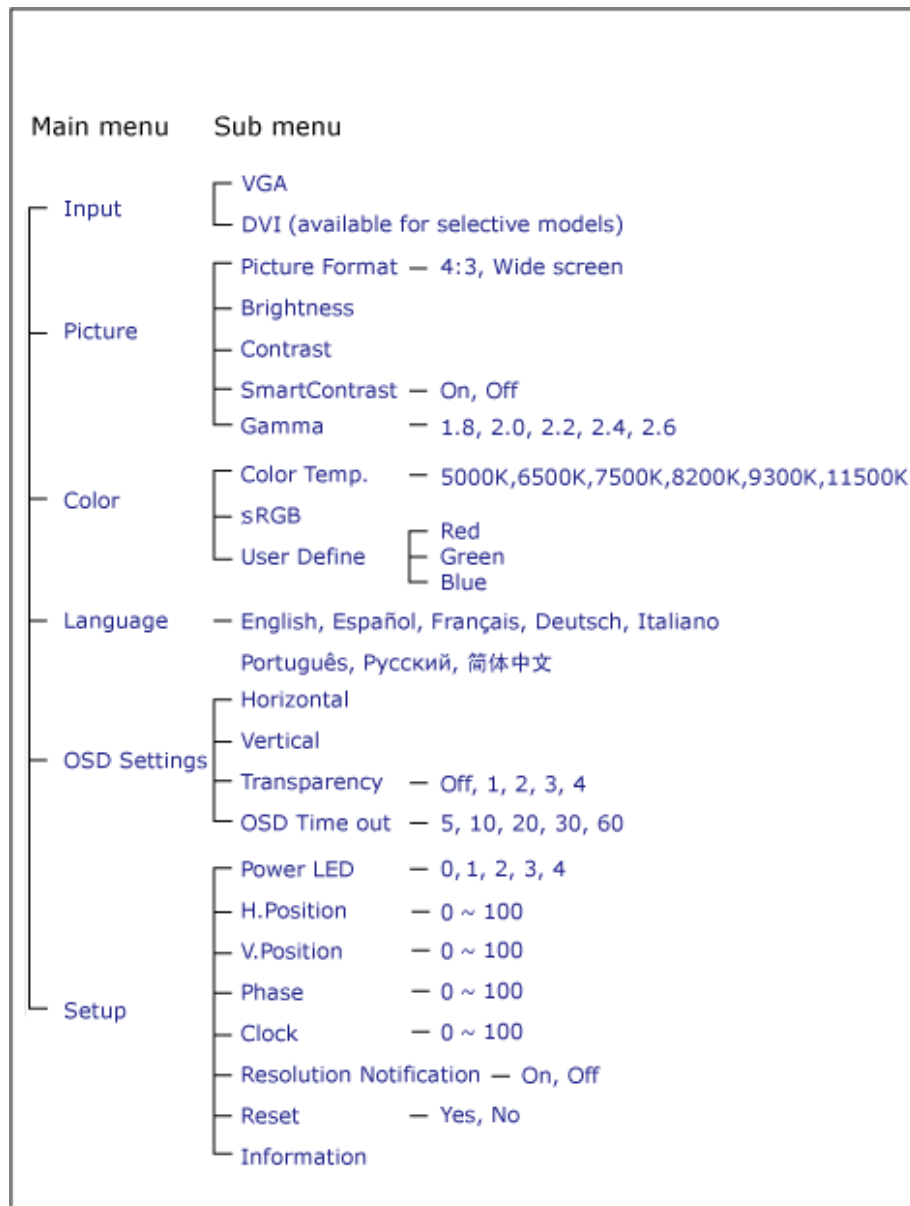 Main menu Sub menu
VGA
Input
DVI (available for selective models)
Picture Format — 4:3, Wide screen
Brightness
Picture
Contrast
SmartContrast — On, Off
Gamma — 1.8, 2.0, 2.2, 2.4, 2.6
Color Temp. — 5000K,6500K,7500K,8200K,9300K,11500K
Color
sRGB
Red
User Define Green
Blue
Language — English, Español, Français, Deutsch, Italiano
Português, Русский, 简体中文
Horizontal
Vertical
OSD Settings
Transparency — Off, 1, 2, 3, 4
OSD Time out — 5, 10, 20, 30, 60
Power LED — 0, 1, 2, 3, 4
H.Position — 0 ~ 100
V.Position — 0 ~ 100
Phase — 0 ~ 100
Setup
Clock — 0 ~ 100
Resolution Notification — On, Off
Reset — Yes, No
Information